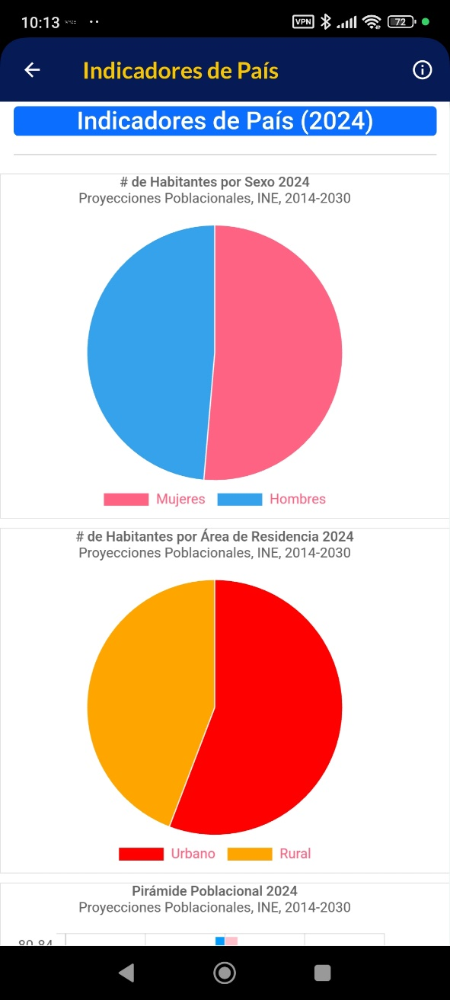 10:13
VPN
72
Indicadores de País
Indicadores de País (2024)
# de Habitantes por Sexo 2024
Proyecciones Poblacionales, INE, 2014-2030
Mujeres Hombres
# de Habitantes por Área de Residencia 2024
Proyecciones Poblacionales, INE, 2014-2030
Urbano Rural
Pirámide Poblacional 2024
Proyecciones Poblacionales, INE, 2014-2030
80-84